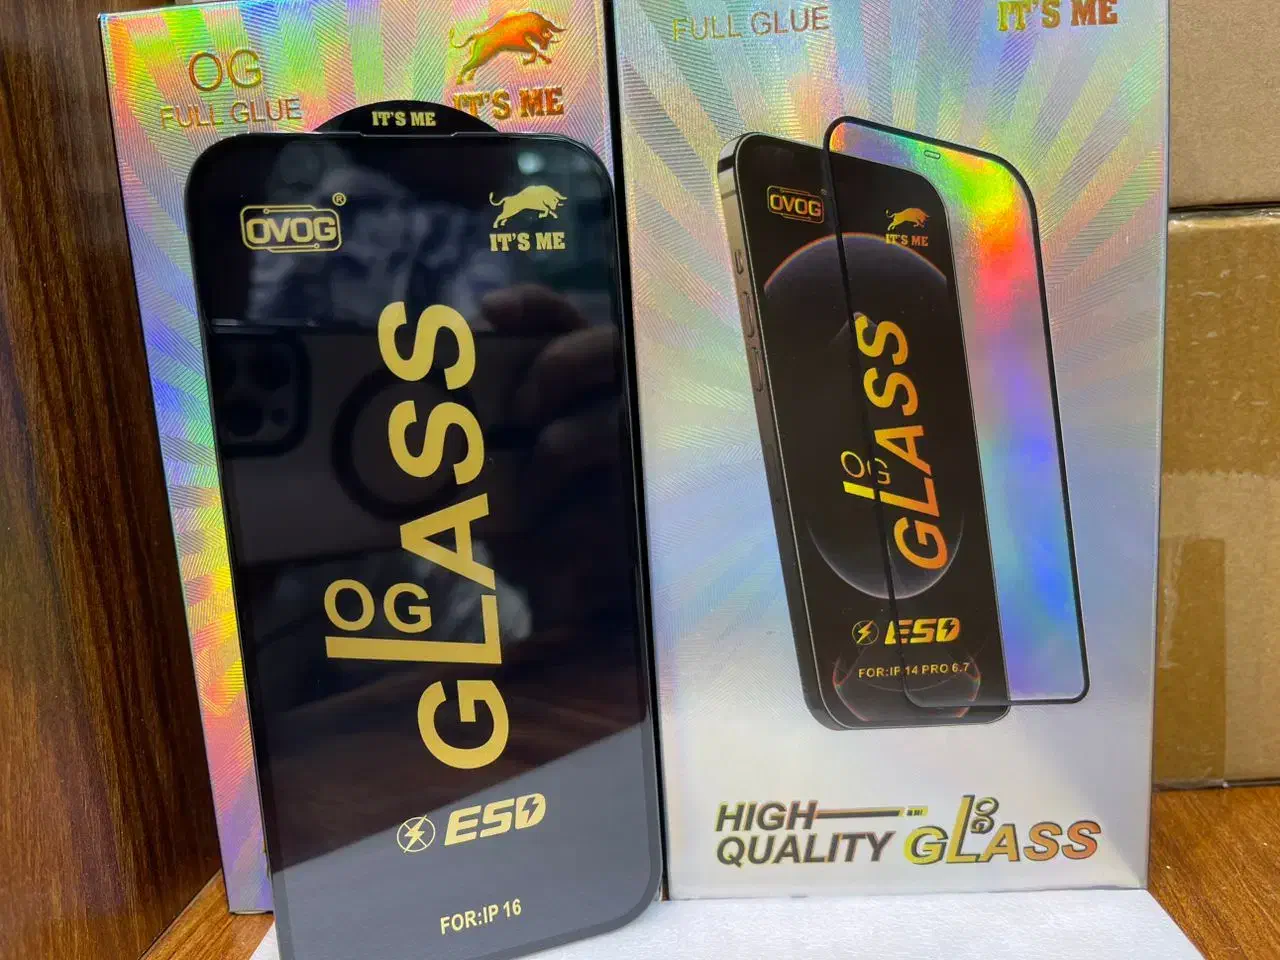 OG
FULL GLUE
IT'S ME
IT'S ME
OVOG®
IT'S ME
OG
GLASS
ESD
FOR:IP 16
FULL GLUE
IT'S ME
OVOG
IT'S ME
OG
GLASS
ESD
FOR:IP 14 PRO 6.7
HIGH
QUALITY
OG
GLASS